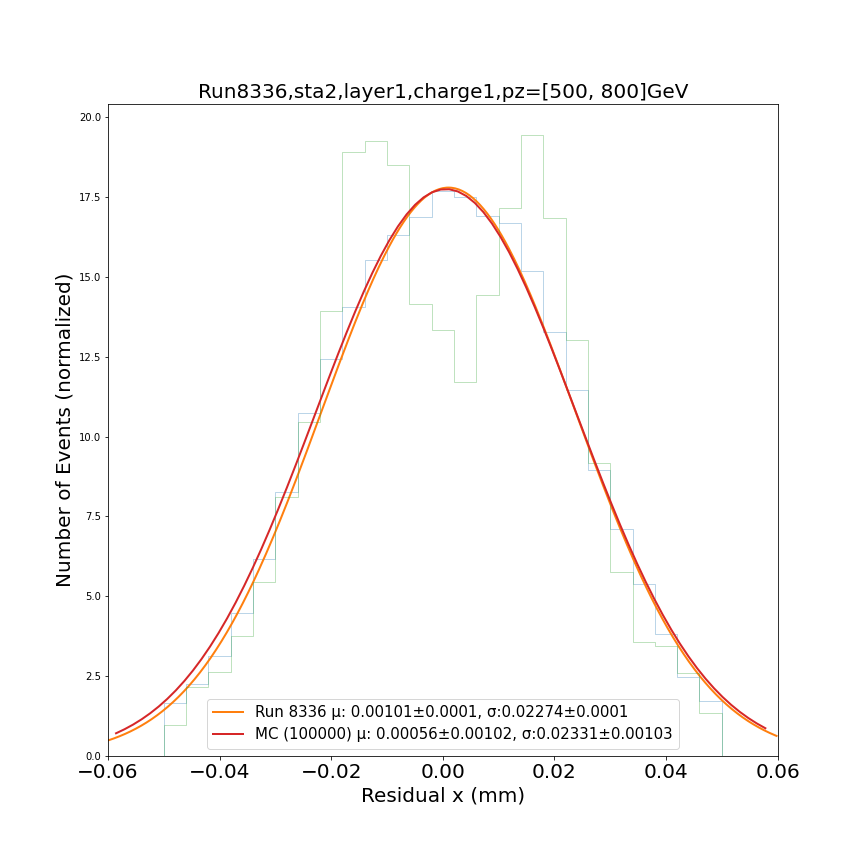 Run8336,sta2,layer1,charge1,pz=[500, 800]GeV
20.0
17.5
15.0
12.5
10.0
7.5
5.0
2.5
0.0
Number of Events (normalized)
Run 8336 μ: 0.00101±0.0001, σ:0.02274±0.0001
MC (100000) μ: 0.00056±0.00102, σ:0.02331±0.00103
−0.06 −0.04 −0.02 0.00 0.02 0.04 0.06
Residual x (mm)